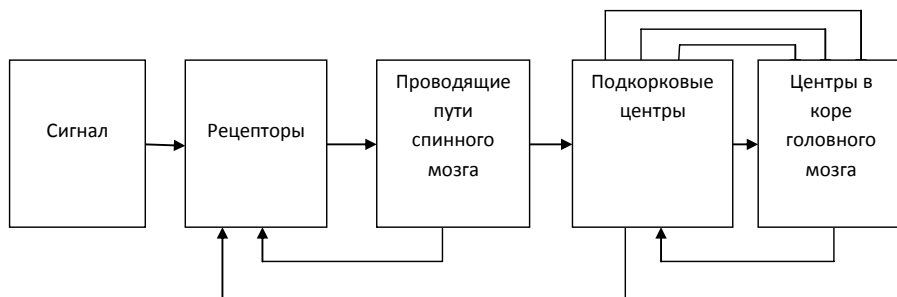 Сигнал
Рецепторы
Проводящие
пути
спинного
мозга
Подкорковые
центры
Центры в
коре
головного
мозга